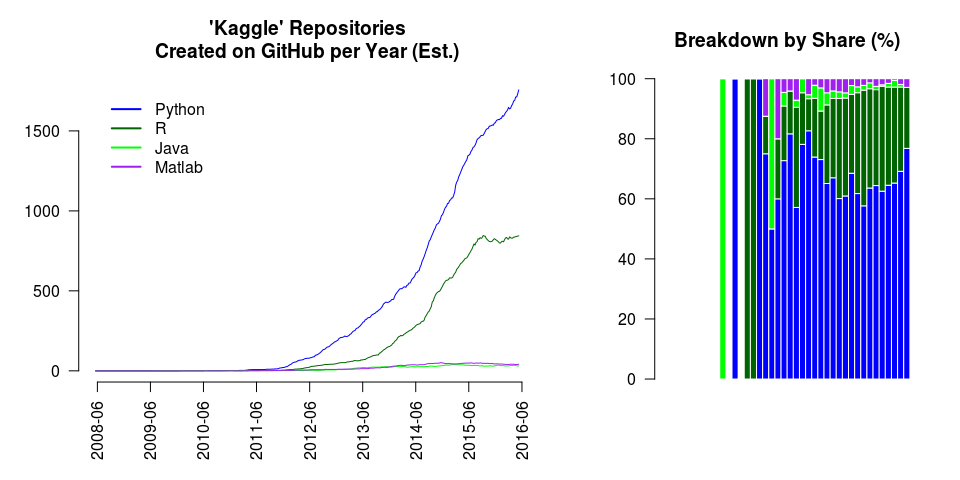 'Kaggle' Repositories
Created on GitHub per Year (Est.)
Python
R
Java
Matlab
1500
1000
500
0
2008-06
2009-06
2010-06
2011-06
2012-06
2013-06
2014-06
2015-06
2016-06
Breakdown by Share (%)
100
80
60
40
20
0